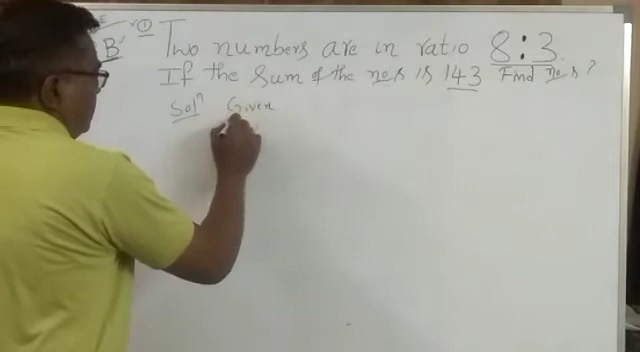 ① Two numbers are in ratio 8:3.
B' If the Sum of the no.s is 143 Find no.s?
Solⁿ Given